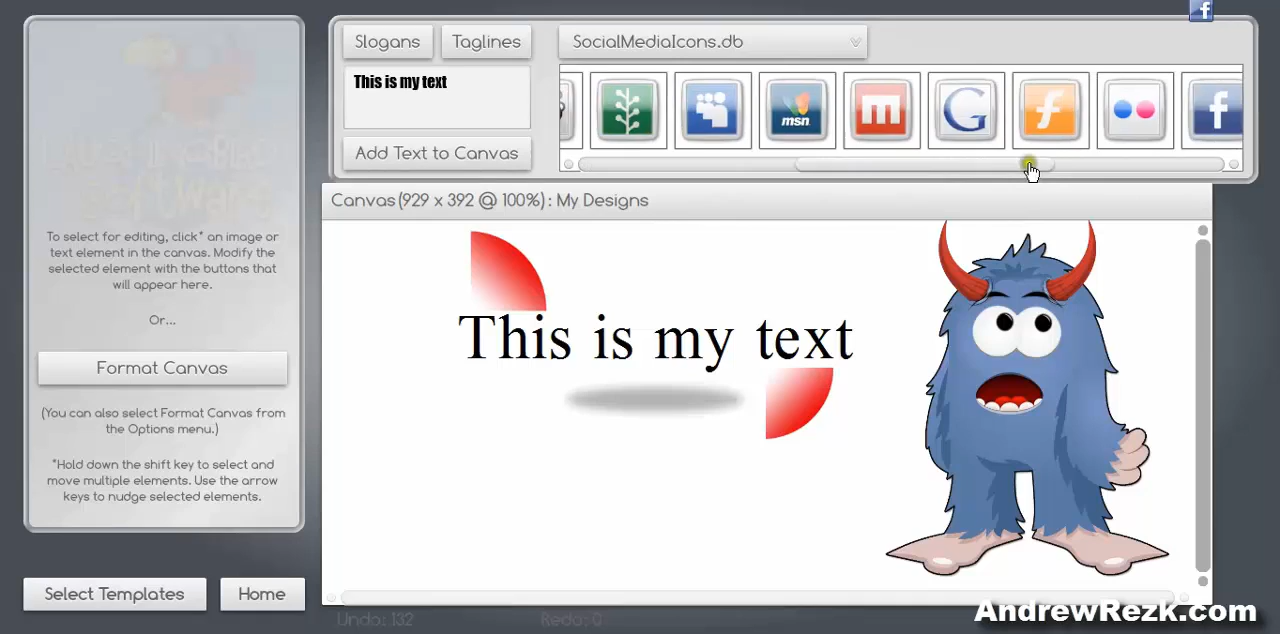 Slogans
Taglines
SocialMediaIcons.db
This is my text
Add Text to Canvas
msn
m
G
f
f
f
Canvas (929 x 392 @ 100%) : My Designs
This is my text
To select for editing, click* an image or
text element in the canvas. Modify the
selected element with the buttons that
will appear here.
Or...
Format Canvas
(You can also select Format Canvas from
the Options menu.)
*Hold down the shift key to select and
move multiple elements. Use the arrow
keys to nudge selected elements.
Select Templates
Home
Undo: 132
Redo: 0
AndrewRezk.com